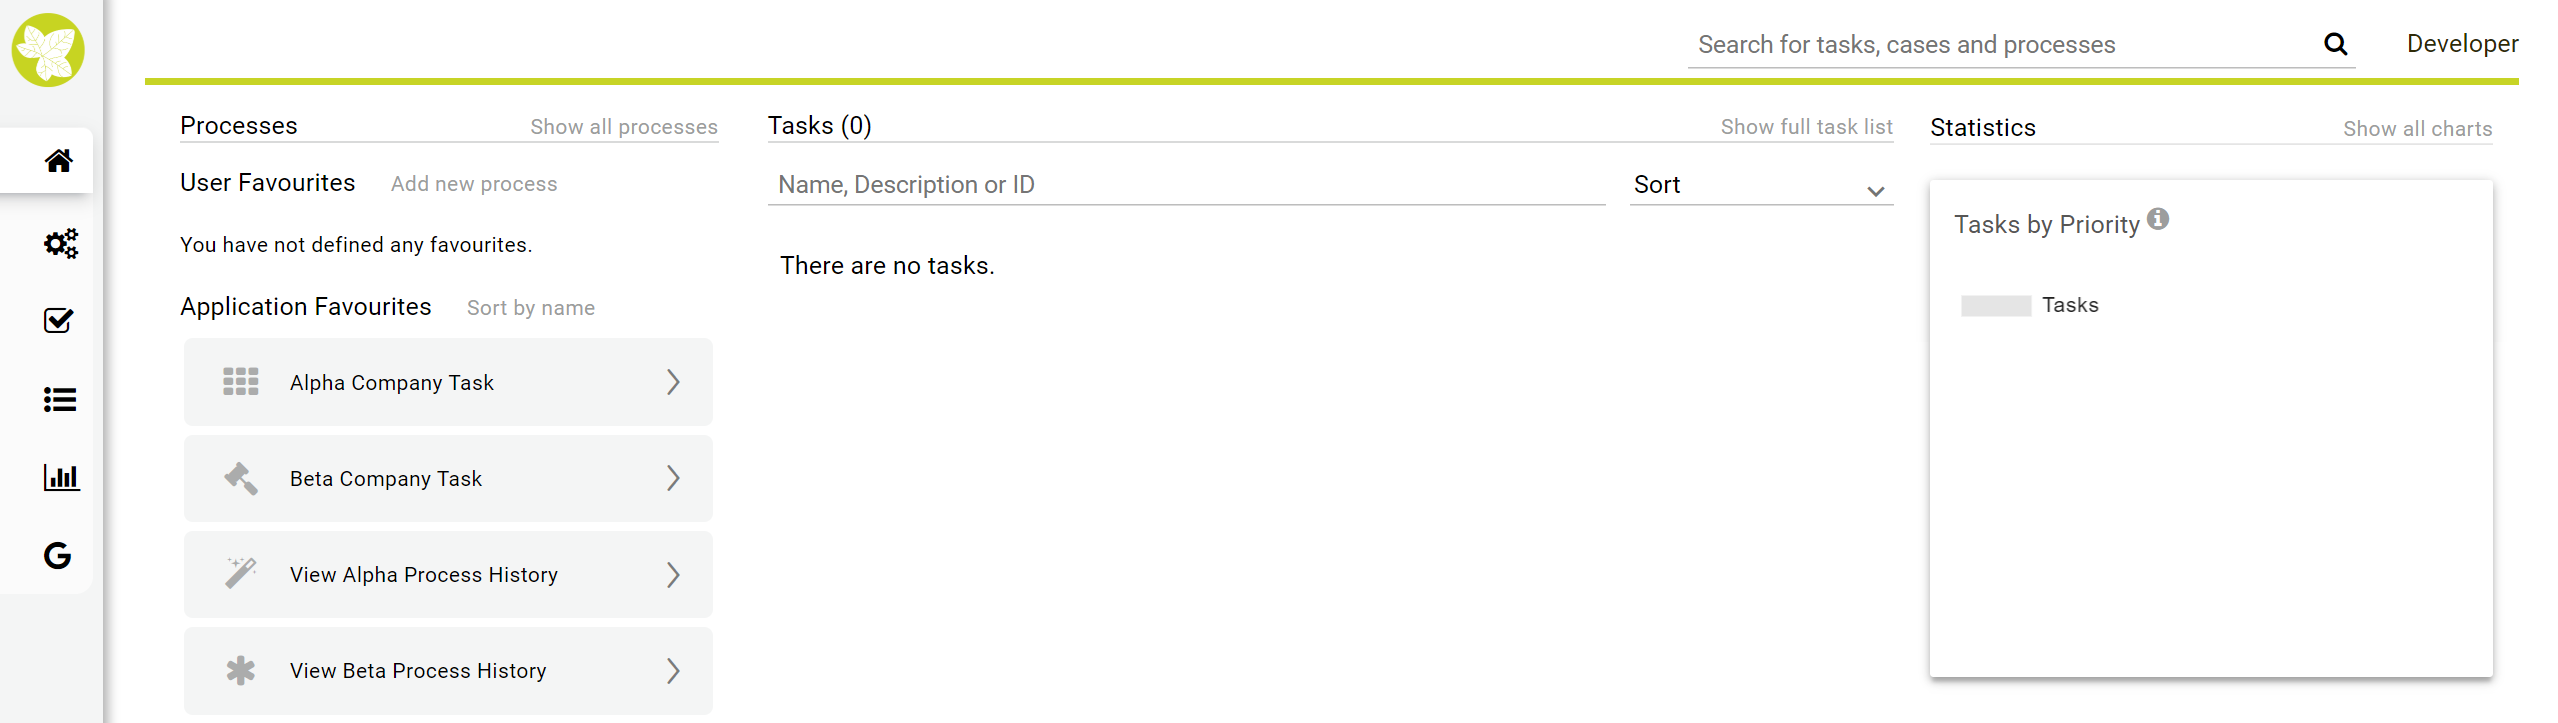 Search for tasks, cases and processes
Developer
Processes
Show all processes
User Favourites
Add new process
You have not defined any favourites.
Application Favourites
Sort by name
Alpha Company Task
Beta Company Task
View Alpha Process History
View Beta Process History
Tasks (0)
Show full task list
Name, Description or ID
Sort
There are no tasks.
Statistics
Show all charts
Tasks by Priority
Tasks